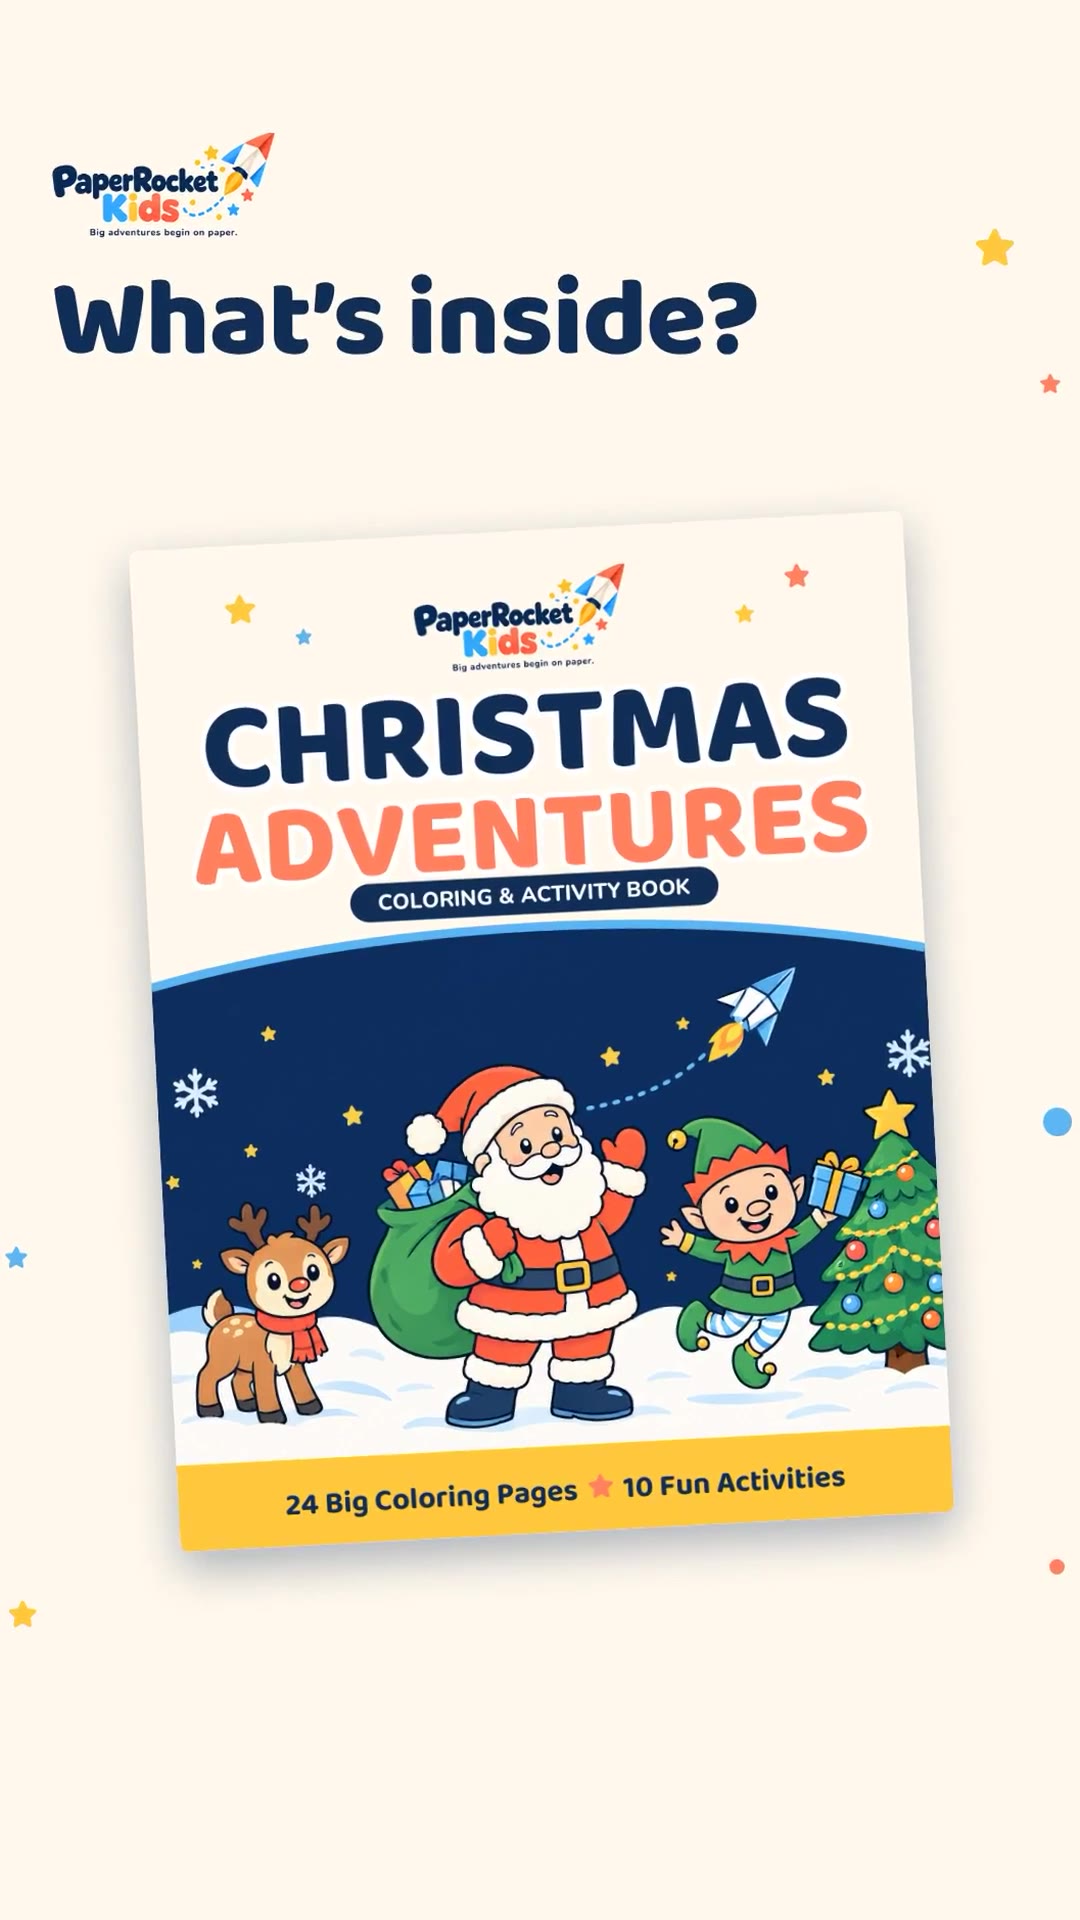 PaperRocket
Kids
Big adventures begin on paper.
What's inside?
PaperRocket
Kids
Big adventures begin on paper.
CHRISTMAS
ADVENTURES
COLORING & ACTIVITY BOOK
24 Big Coloring Pages ★ 10 Fun Activities